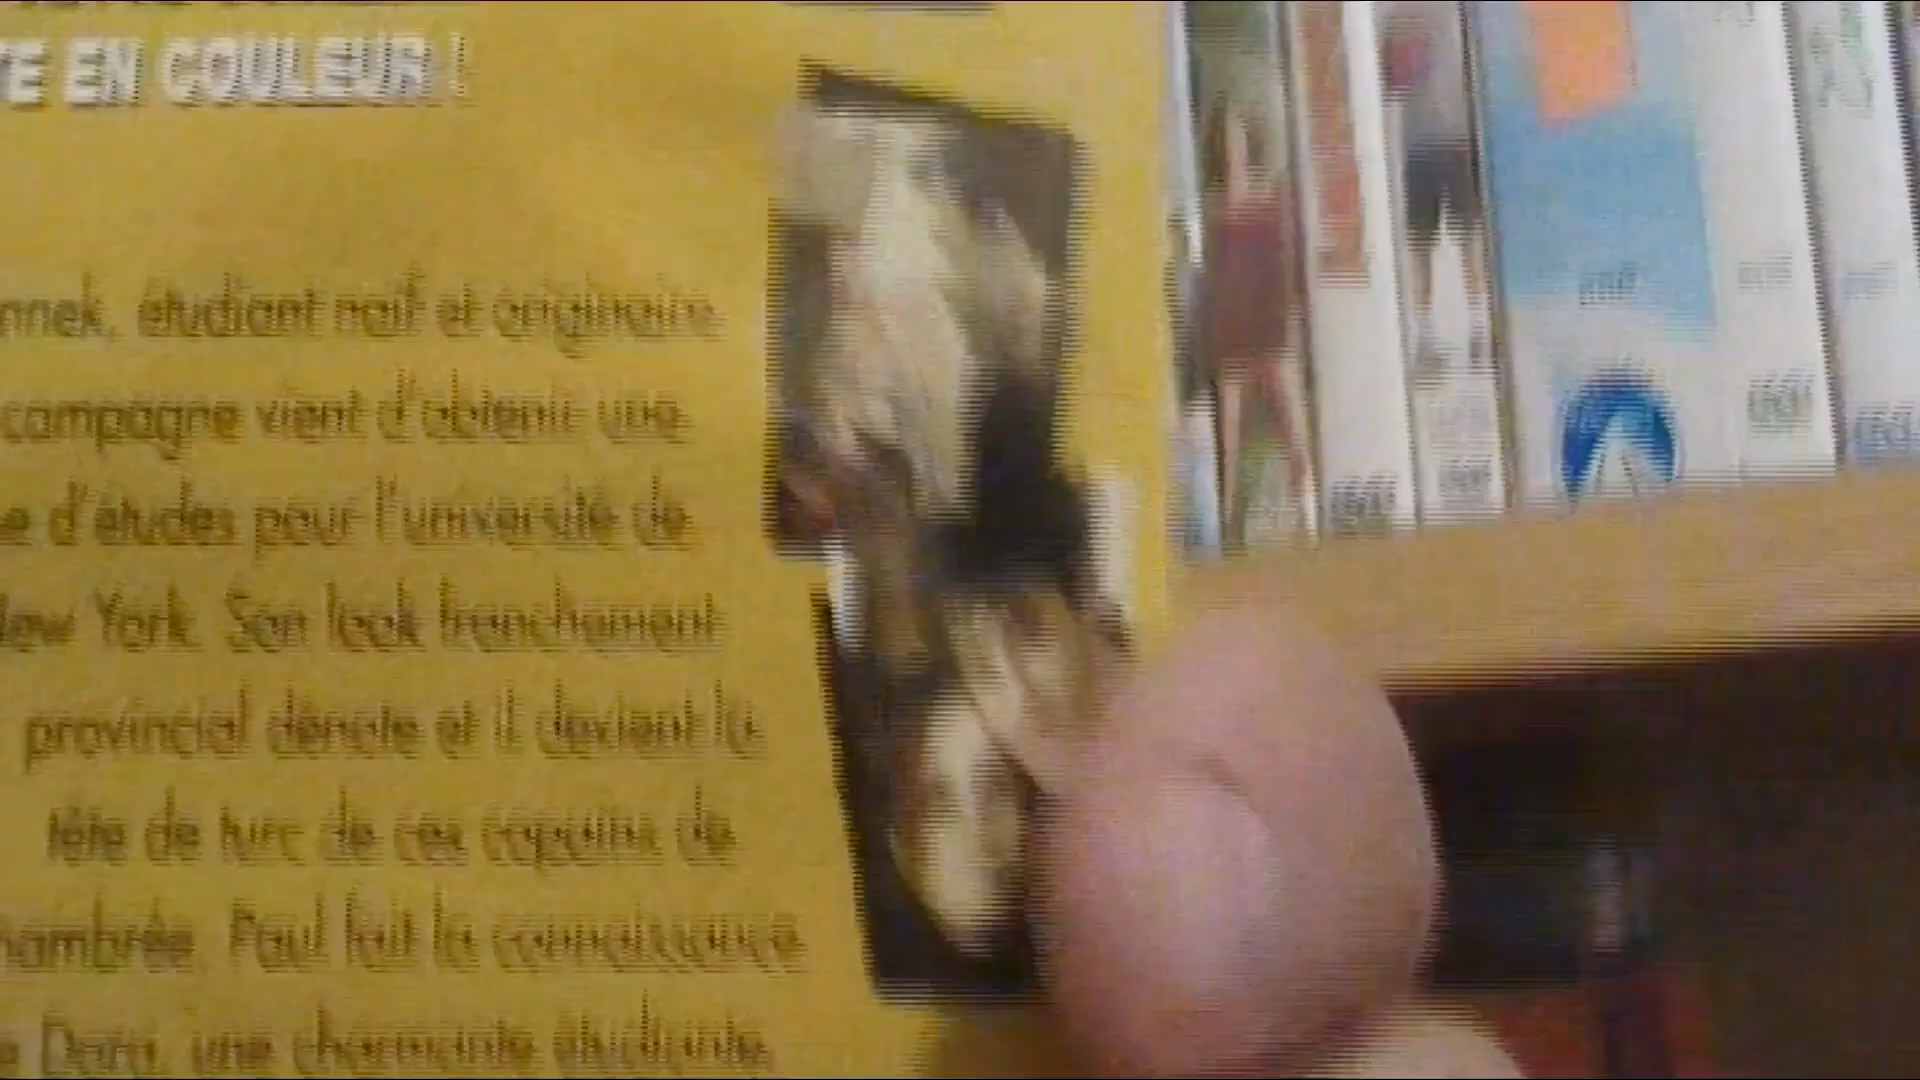 TE EN COULEUR !
nnek, étudiant naïf et originaire
campagne vient d'obtenir une
e d'études pour l'université de
New York. Son look franchement
provincial dénote et il devient la
tête de turc de ces copains de
hambrée. Paul fait la connaissance
e Dora, une charmante étudiante